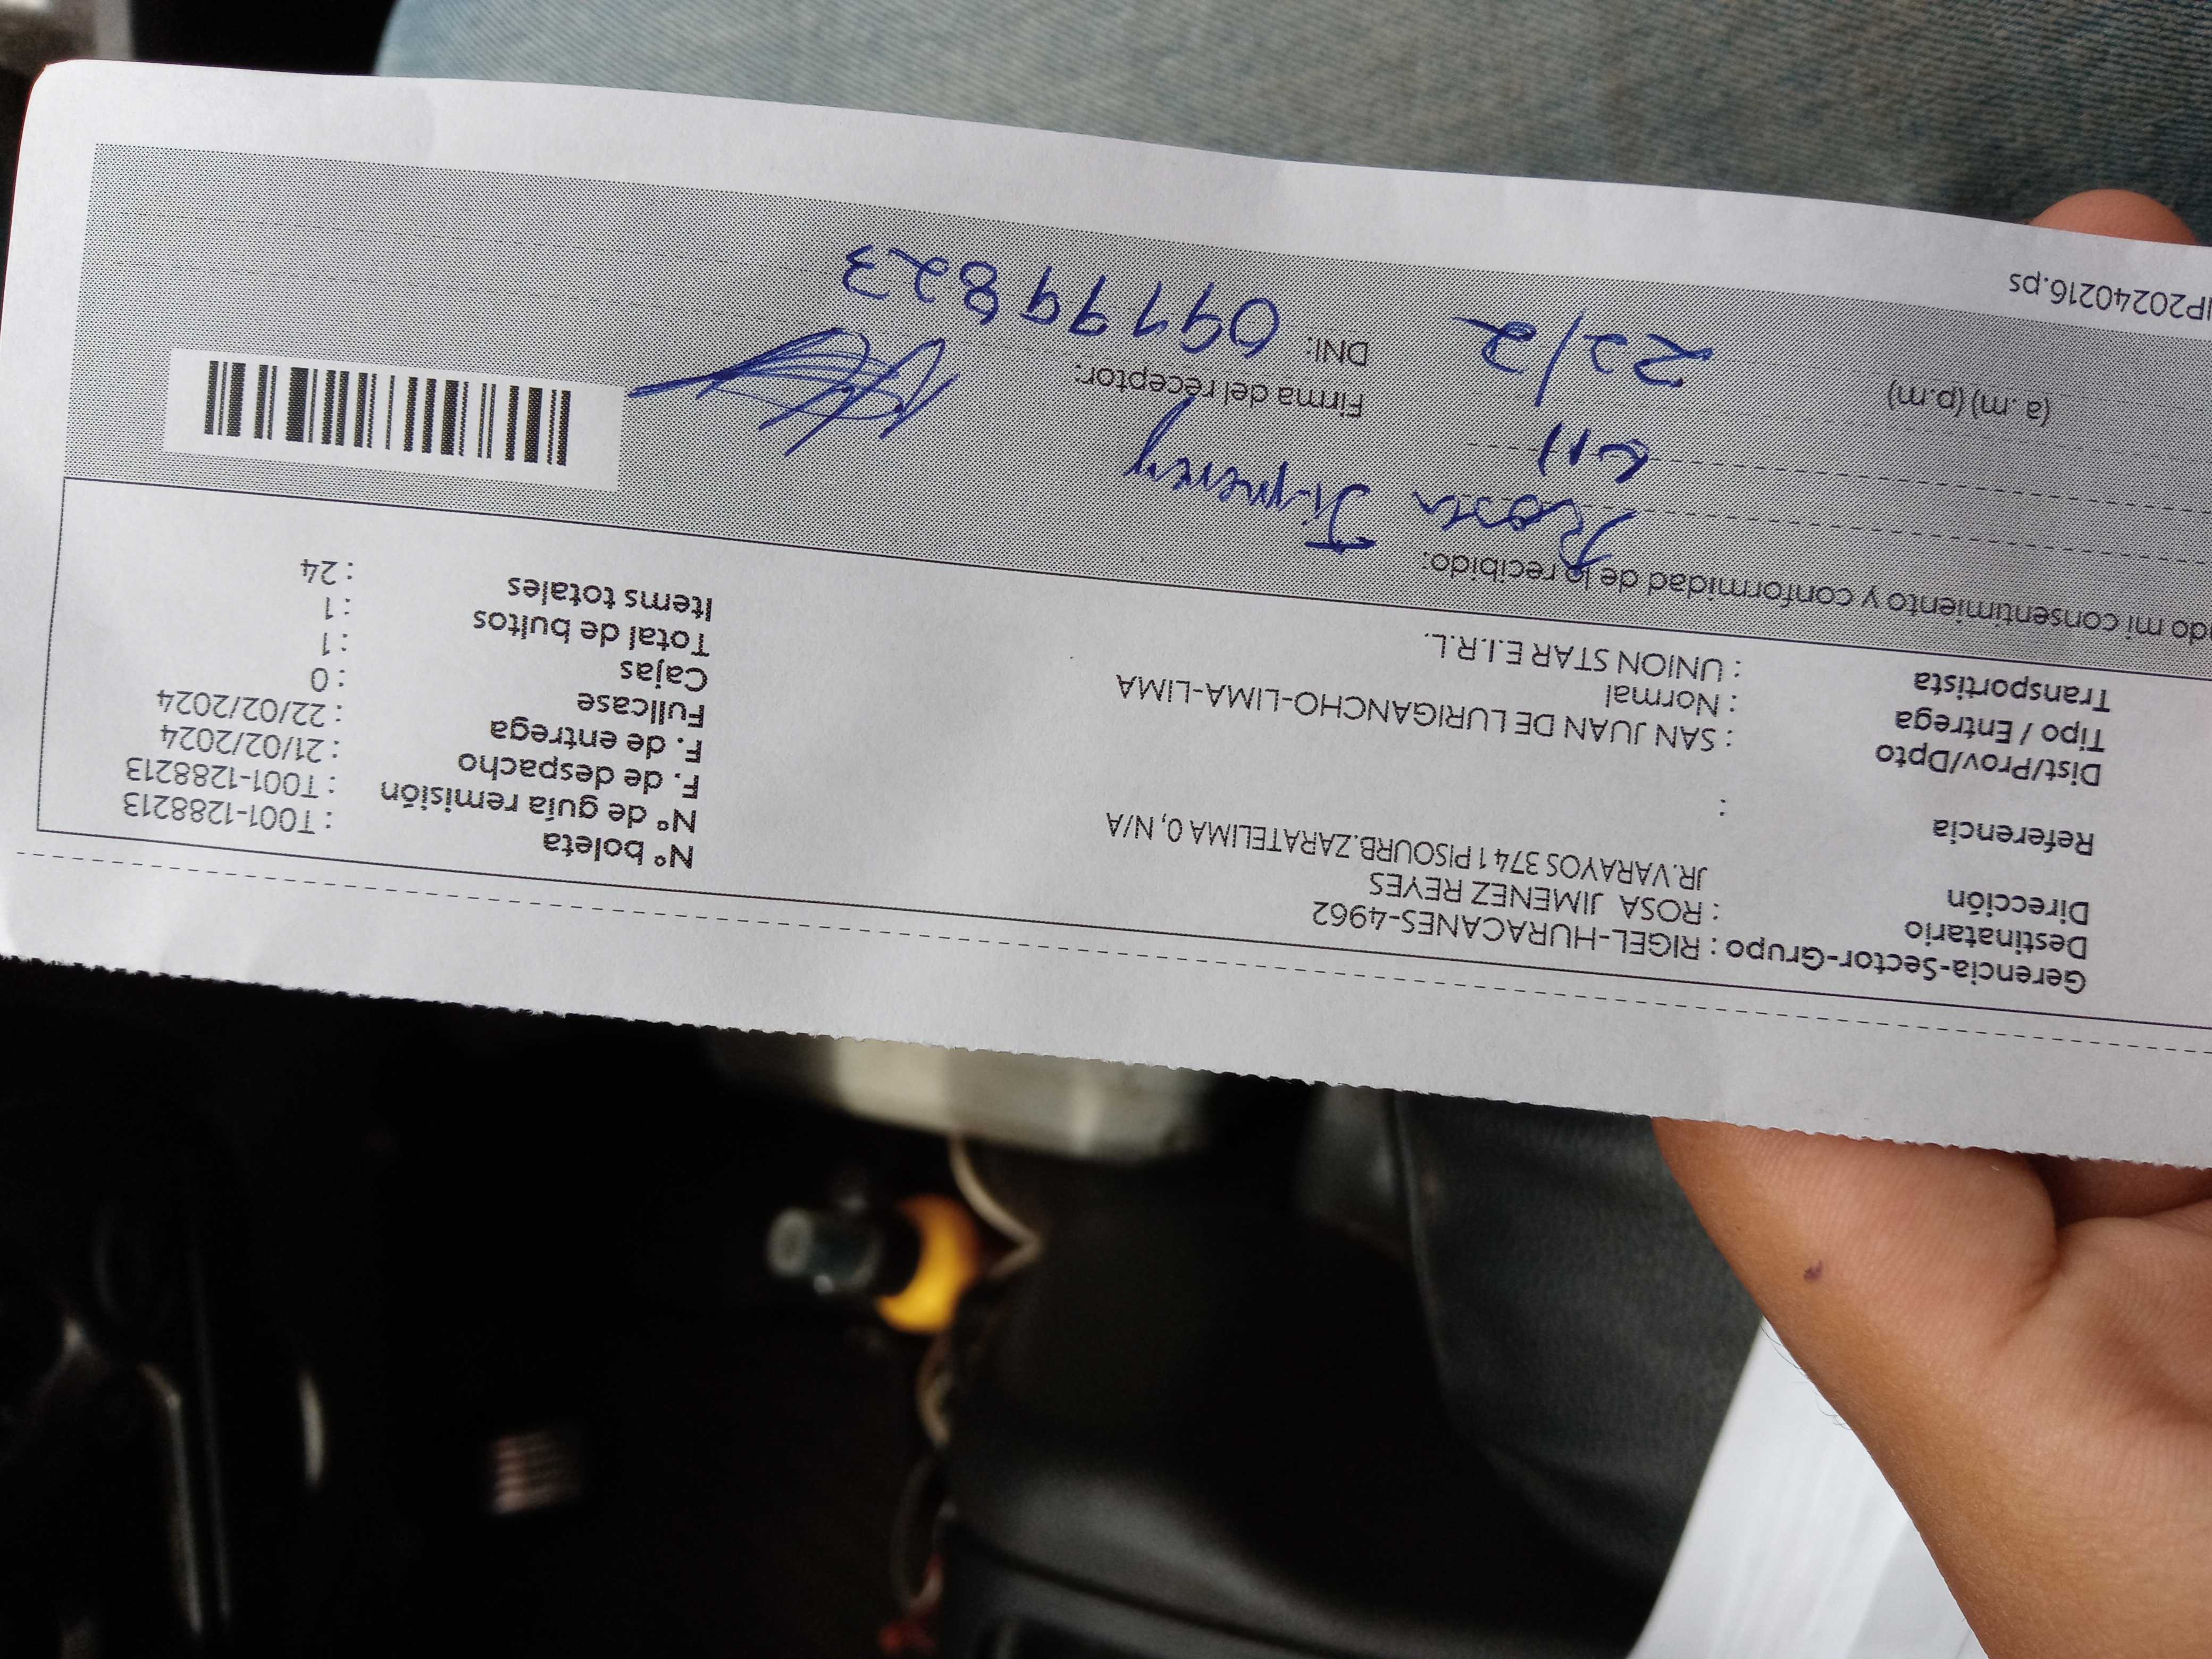 Gerencia-Sector-Grupo : RIGEL-HURACANES-4962
Destinatario : ROSA JIMENEZ REYES
Dirección JR.VARAYOS 374 1 PISOURB.ZARATELIMA 0, N/A
Referencia :
Dist/Prov/Dpto : SAN JUAN DE LURIGANCHO-LIMA-LIMA
Tipo / Entrega : Normal
Transportista : UNION STAR E.I.R.L.
N° boleta : T001-1288213
N° de guía remisión : T001-1288213
F. de despacho : 21/02/2024
F. de entrega : 22/02/2024
Fullcase : 0
Cajas : 1
Total de bultos : 1
Items totales : 24
do mi consentimiento y conformidad de lo recibido:
Rosa Jimenez
Firma del receptor:
(a .m) (p.m) 22/2 DNI: 09799823
IP20240216.ps